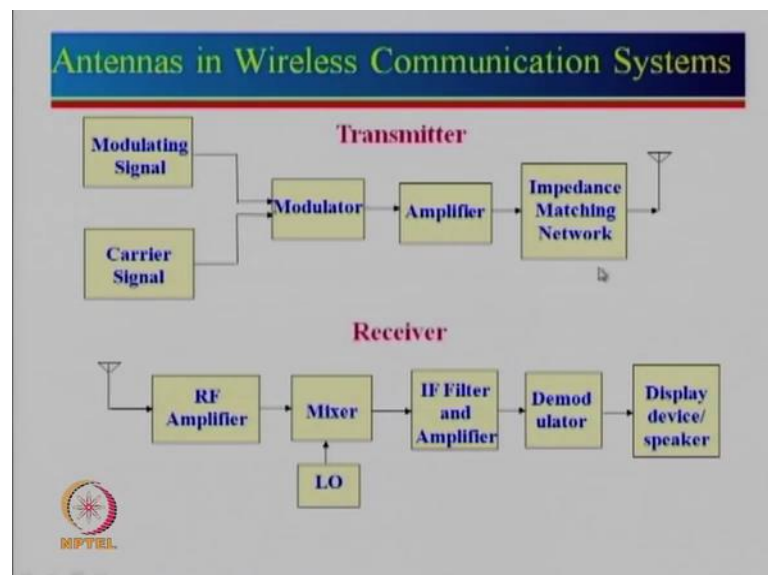 Antennas in Wireless Communication Systems
Transmitter
Modulating
Signal
Carrier
Signal
Modulator
Amplifier
Impedance
Matching
Network
Receiver
RF
Amplifier
Mixer
LO
IF Filter
and
Amplifier
Demod
ulator
Display
device/
speaker
NPTEL